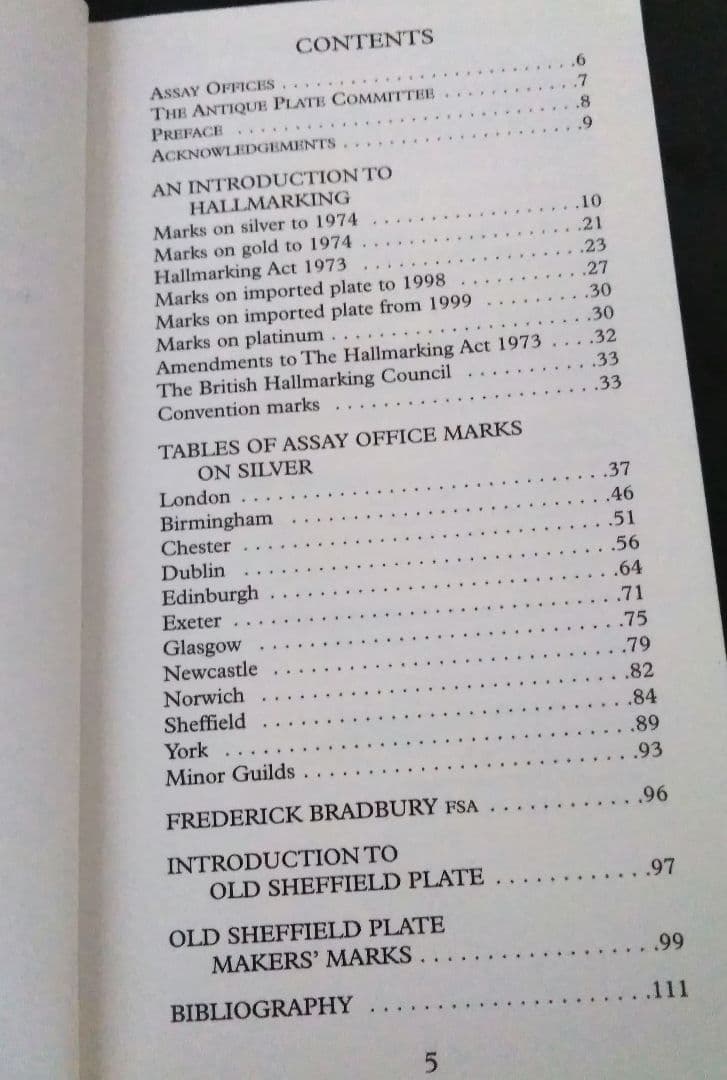 CONTENTS
ASSAY OFFICES . . . . . . . . . . . . . . . . . . . . . . . . . . .6
THE ANTIQUE PLATE COMMITTEE . . . . . . . . . . . .7
PREFACE . . . . . . . . . . . . . . . . . . . . . . . . . . . . . . .8
ACKNOWLEDGEMENTS . . . . . . . . . . . . . . . . . . . . .9
AN INTRODUCTION TO
HALLMARKING
Marks on silver to 1974 . . . . . . . . . . . . . . . . . . .10
Marks on gold to 1974 . . . . . . . . . . . . . . . . . . . .21
Hallmarking Act 1973 . . . . . . . . . . . . . . . . . . . .23
Marks on imported plate to 1998 . . . . . . . . . . .27
Marks on imported plate from 1999 . . . . . . . . .30
Marks on platinum . . . . . . . . . . . . . . . . . . . . . .30
Amendments to The Hallmarking Act 1973 . . . .32
The British Hallmarking Council . . . . . . . . . . .33
Convention marks . . . . . . . . . . . . . . . . . . . . . . .33
TABLES OF ASSAY OFFICE MARKS
ON SILVER
London . . . . . . . . . . . . . . . . . . . . . . . . . . . . . . .37
Birmingham . . . . . . . . . . . . . . . . . . . . . . . . . . .46
Chester . . . . . . . . . . . . . . . . . . . . . . . . . . . . . . .51
Dublin . . . . . . . . . . . . . . . . . . . . . . . . . . . . . . .56
Edinburgh . . . . . . . . . . . . . . . . . . . . . . . . . . . . .64
Exeter . . . . . . . . . . . . . . . . . . . . . . . . . . . . . . . .71
Glasgow . . . . . . . . . . . . . . . . . . . . . . . . . . . . . .75
Newcastle . . . . . . . . . . . . . . . . . . . . . . . . . . . . .79
Norwich . . . . . . . . . . . . . . . . . . . . . . . . . . . . . .82
Sheffield . . . . . . . . . . . . . . . . . . . . . . . . . . . . . .84
York . . . . . . . . . . . . . . . . . . . . . . . . . . . . . . . . .89
Minor Guilds . . . . . . . . . . . . . . . . . . . . . . . . . . .93
FREDERICK BRADBURY FSA . . . . . . . . . . . . .96
INTRODUCTION TO
OLD SHEFFIELD PLATE . . . . . . . . . . . . .97
OLD SHEFFIELD PLATE
MAKERS' MARKS . . . . . . . . . . . . . . . . . . .99
BIBLIOGRAPHY . . . . . . . . . . . . . . . . . . . . . .111
5